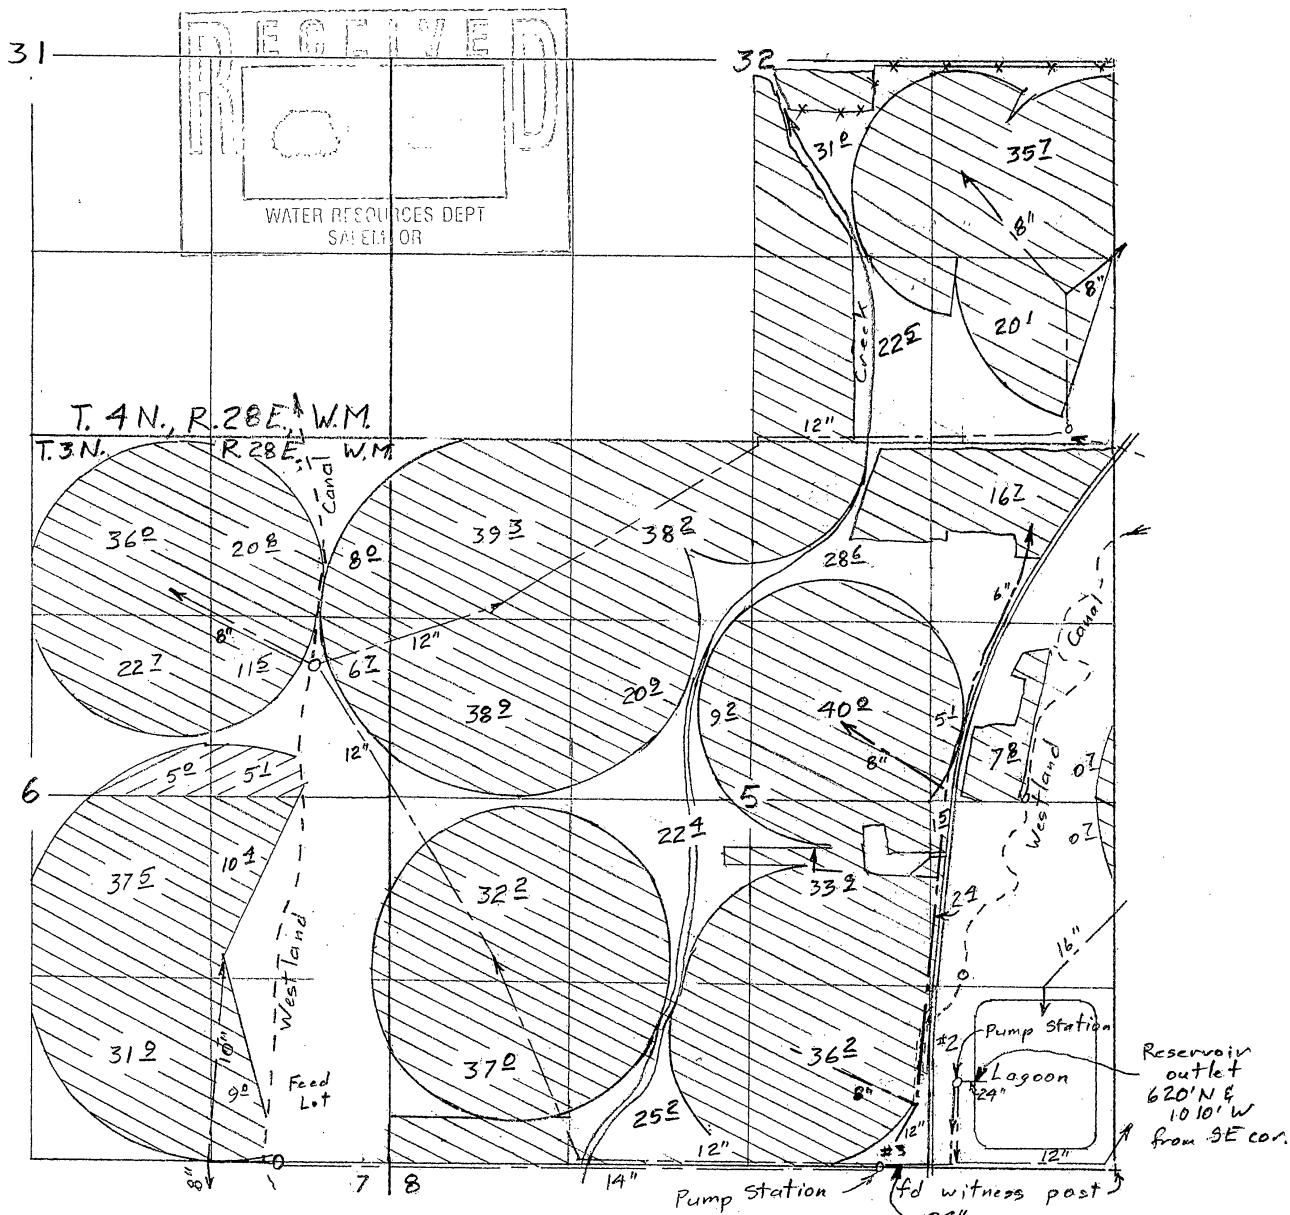 31
RECEIVED
WATER RESOURCES DEPT
SALEM, OR
32
31.0
35.7
18"
8"
Creek
22.5
20.1
T. 4 N., R. 28 E., W.M.
T. 3 N. R. 28 E. W.M.
12"
Canal
36.0
20.8
8.0
39.3
38.2
28.6
16.7
6"
8"
22.7
11.5
6.7
12"
38.9
20.9
9.2
40.0
5.1
8"
7.8
Canal
Westland
0.7
12"
5.0
5.1
6
5
22.4
.5
0.7
37.5
10.4
32.2
33.9
24
16"
Westland
31.9
10"
9.0
Feed
Lot
37.0
25.2
36.2
8"
12"
#2
Pump Station
Lagoon
24"
Reservoir
outlet
620' N &
1010' W
from SE cor.
8"
7
8
14"
12"
#3
12"
Pump Station
fd witness post